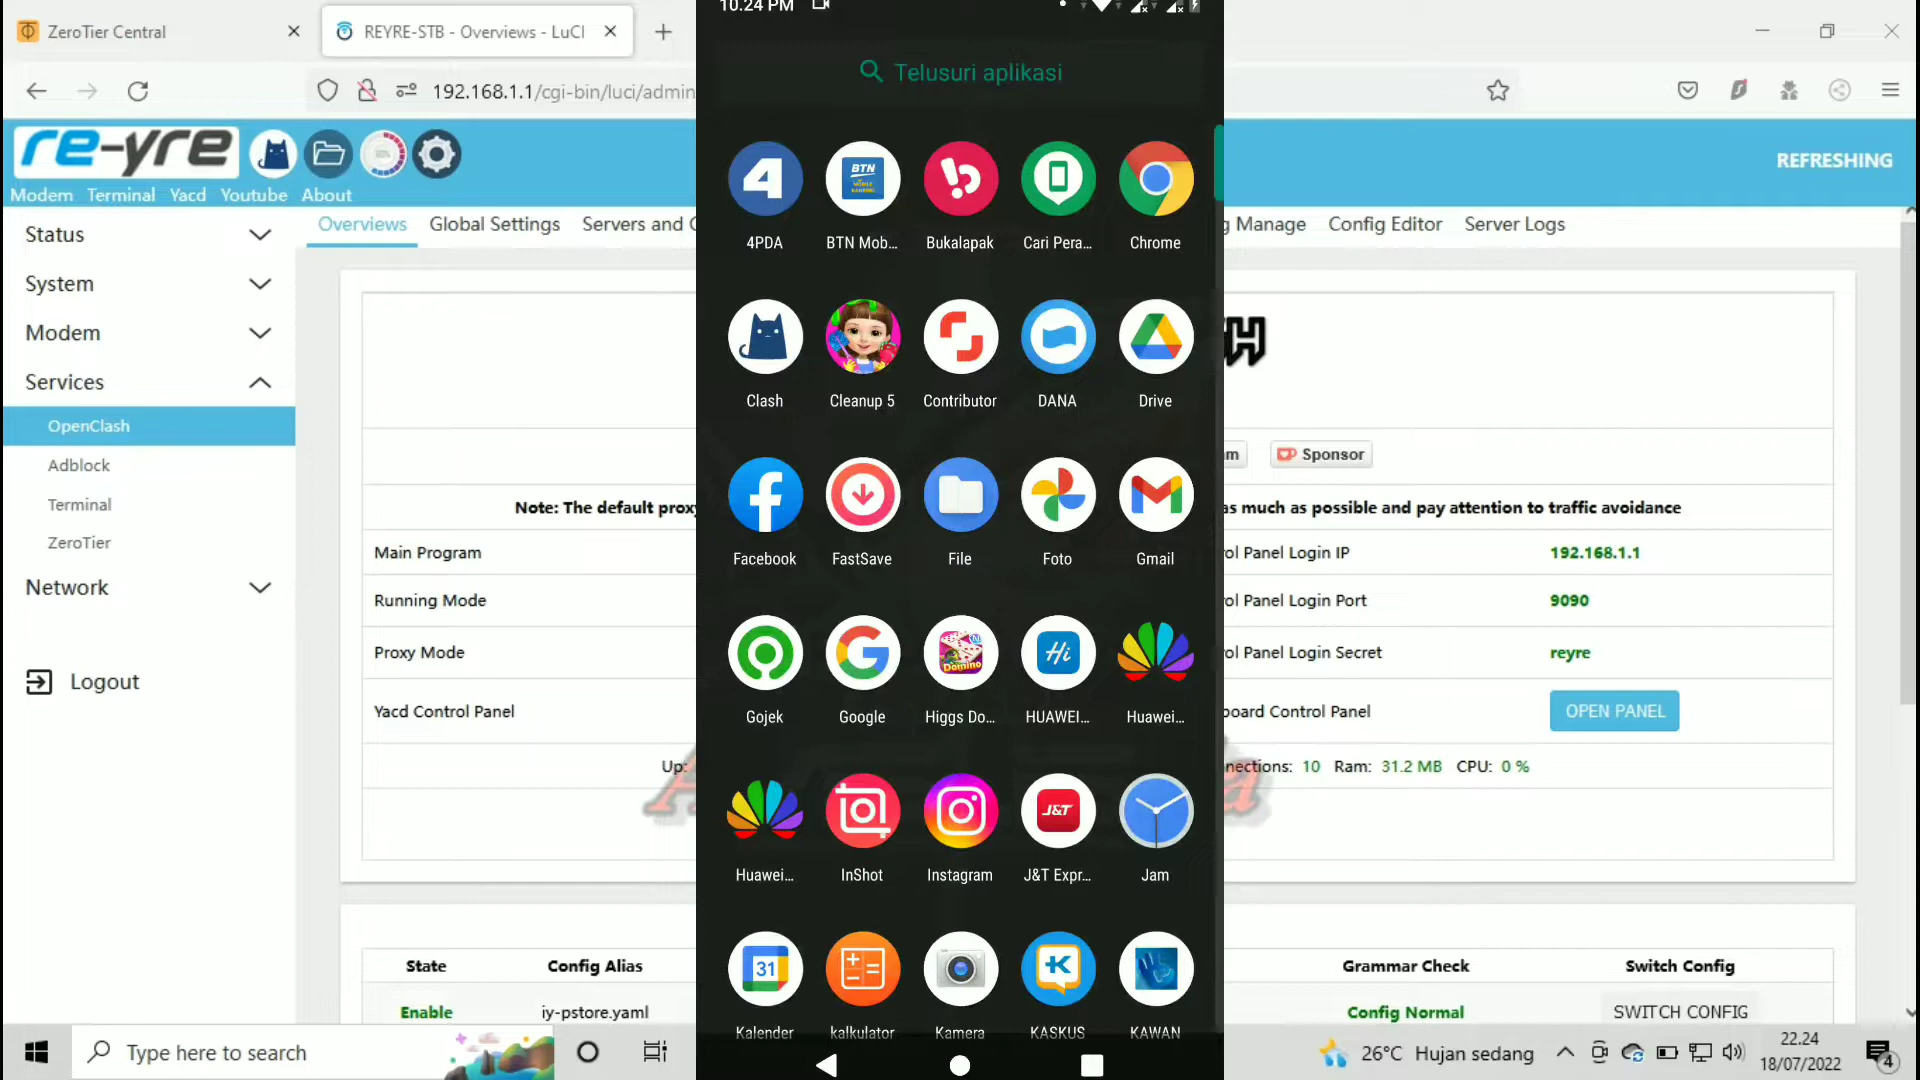 ZeroTier Central
REYRE-STB - Overviews - LuCI
192.168.1.1/cgi-bin/luci/admin
re-yre
Modem Terminal Yacd Youtube About
REFRESHING
Status
System
Modem
Services
OpenClash
Adblock
Terminal
ZeroTier
Network
Logout
Overviews Global Settings Servers and
Manage Config Editor Server Logs
Sponsor
Note: The default proxy
as much as possible and pay attention to traffic avoidance
Main Program
ol Panel Login IP 192.168.1.1
Running Mode
ol Panel Login Port 9090
Proxy Mode
ol Panel Login Secret reyre
Yacd Control Panel
board Control Panel OPEN PANEL
Up:
nections: 10 Ram: 31.2 MB CPU: 0 %
State Config Alias
Grammar Check Switch Config
Enable iy-pstore.yaml
Config Normal SWITCH CONFIG
10.24 PM
Telusuri aplikasi
4PDA BTN Mob... Bukalapak Cari Pera... Chrome
BTN
Clash Cleanup 5 Contributor DANA Drive
Facebook FastSave File Foto Gmail
Domino
Hi
Gojek Google Higgs Do... HUAWEI... Huawei...
J&T
Huawei... InShot Instagram J&T Expr... Jam
31
Kalender kalkulator Kamera KASKUS KAWAN
Type here to search
26°C Hujan sedang
22.24
18/07/2022
4